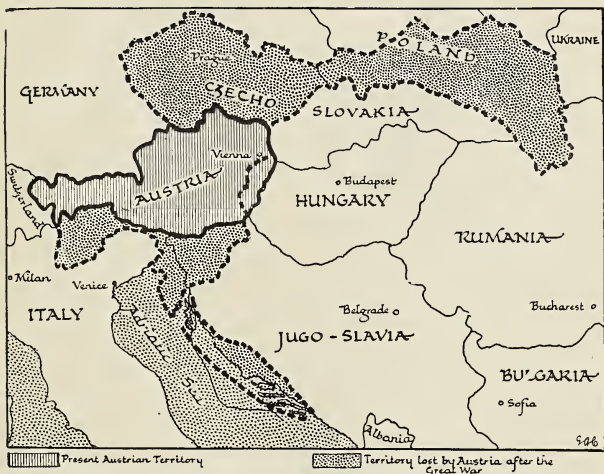 POLAND
UKRAINE
Prague
GERMANY
CZECHO
SLOVAKIA
Vienna
Switzerland
AUSTRIA
Budapest
HUNGARY
RUMANIA
Milan
Venice
ITALY
Adriatic Sea
Belgrade
JUGO-SLAVIA
Bucharest
BULGARIA
Sofia
Albania
Present Austrian Territory
Territory lost by Austria after the
Great War